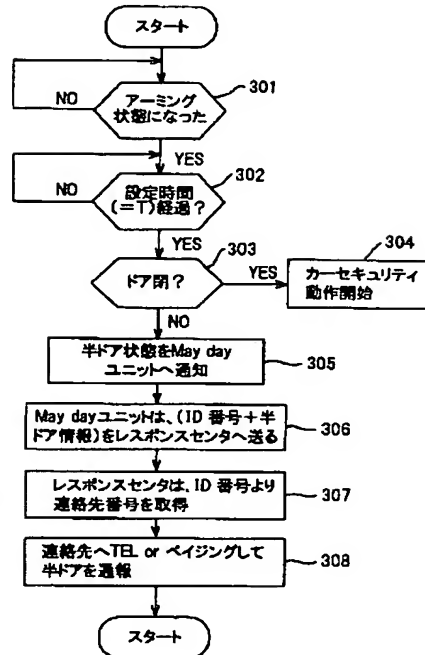 スタート
301
アーミング
状態になった
NO
YES
302
設定時間
(=T)経過?
NO
YES
303
ドア閉?
YES
304
カーセキュリティ
動作開始
NO
半ドア状態をMay day
ユニットへ通知
305
May dayユニットは、(ID 番号+半
ドア情報)をレスポンスセンタへ送る
306
レスポンスセンタは、ID 番号より
連絡先番号を取得
307
連絡先へTEL or ページングして
半ドアを通報
308
スタート